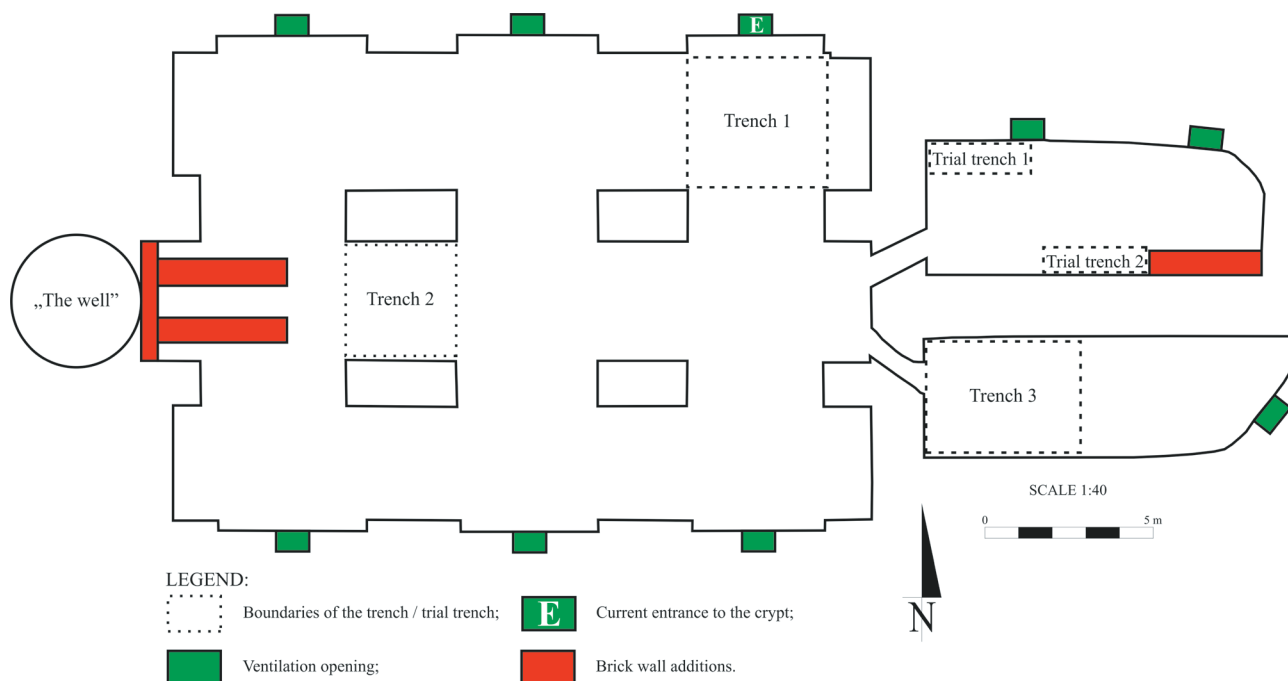 E
Trench 1
Trial trench 1
Trial trench 2
„The well”
Trench 2
Trench 3
SCALE 1:40
0 5 m
N
LEGEND:
Boundaries of the trench / trial trench;
E Current entrance to the crypt;
Ventilation opening;
Brick wall additions.